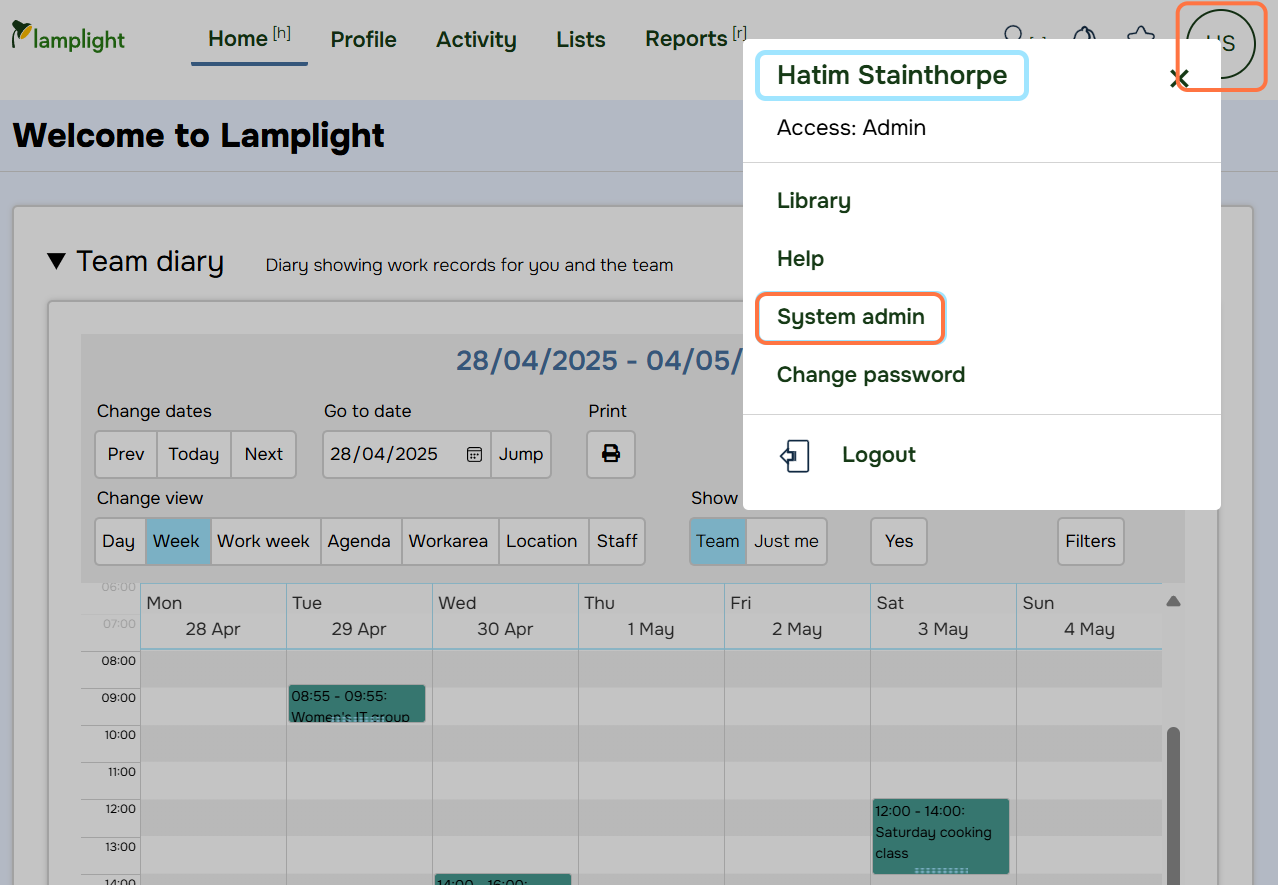 lamplight
Home [h] Profile Activity Lists Reports [r]
Hatim Stainthorpe
Access: Admin
Library
Help
System admin
Change password
Logout
Welcome to Lamplight
Team diary Diary showing work records for you and the team
28/04/2025 - 04/05/
Change dates Go to date Print
Prev Today Next 28/04/2025 Jump
Change view Show
Day Week Work week Agenda Workarea Location Staff Team Just me Yes Filters
06:00
Mon Tue Wed Thu Fri Sat Sun
07:00 28 Apr 29 Apr 30 Apr 1 May 2 May 3 May 4 May
08:00
09:00 08:55 - 09:55:
Women's IT group
10:00
11:00
12:00 12:00 - 14:00:
Saturday cooking
13:00 class
14:00 14:00 - 16:00: